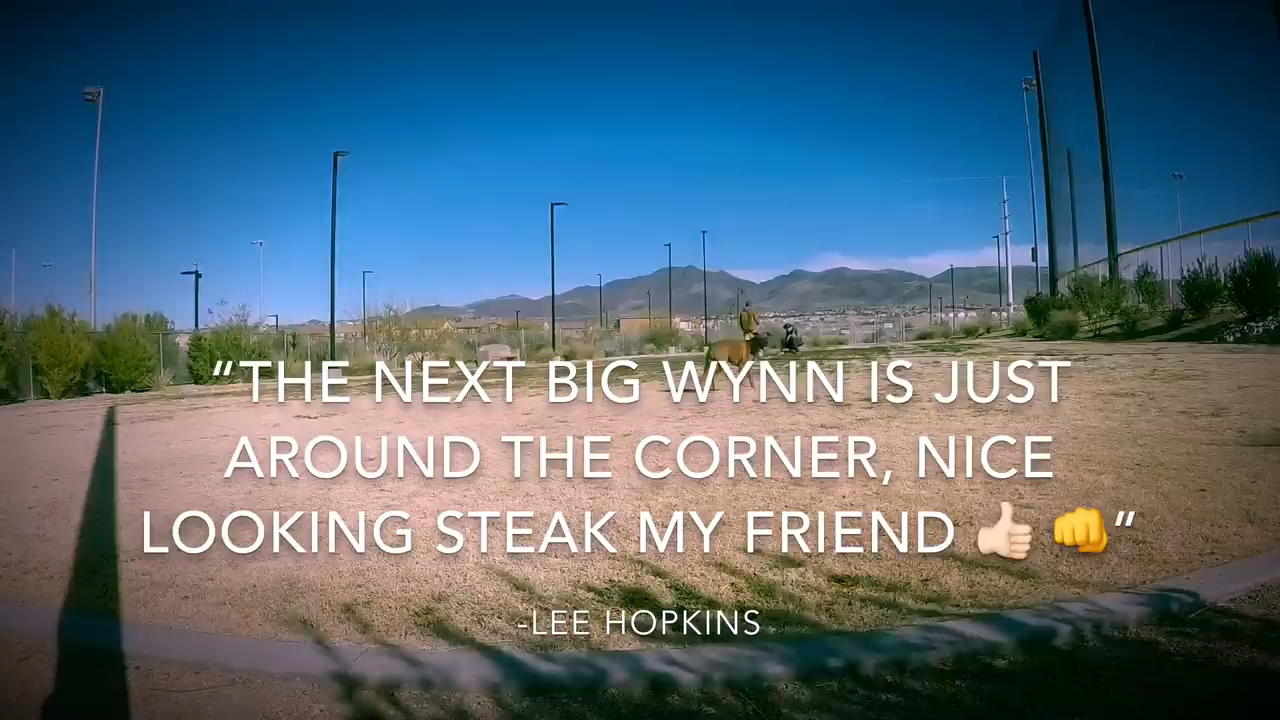 “THE NEXT BIG WYNN IS JUST
AROUND THE CORNER, NICE
LOOKING STEAK MY FRIEND 👍🏻 👊”
-LEE HOPKINS